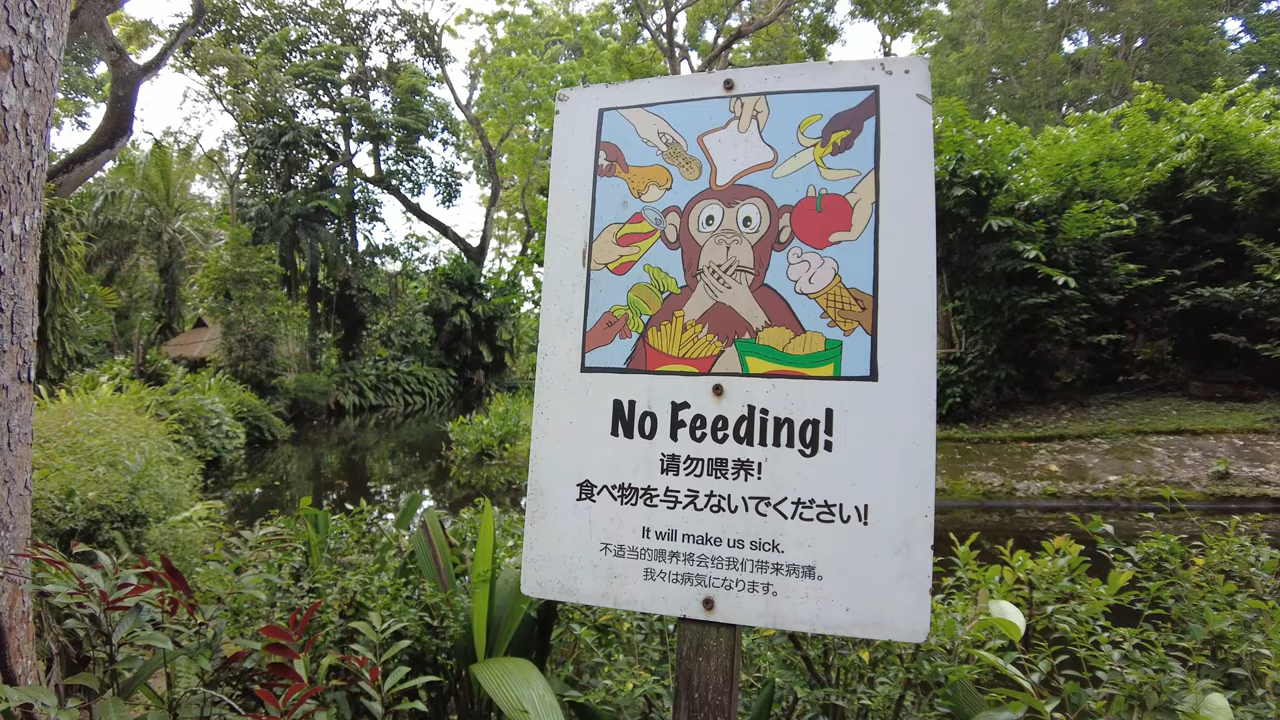 No Feeding!
请勿喂养!
食べ物を与えないでください!
It will make us sick.
不适当的喂养将会给我们带来病痛。
我々は病気になります。